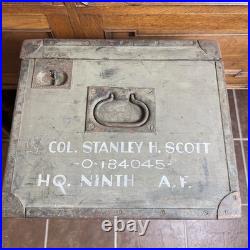 COL. STANLEY H. SCOTT
-O-184045-
HQ. NINTH A.F.